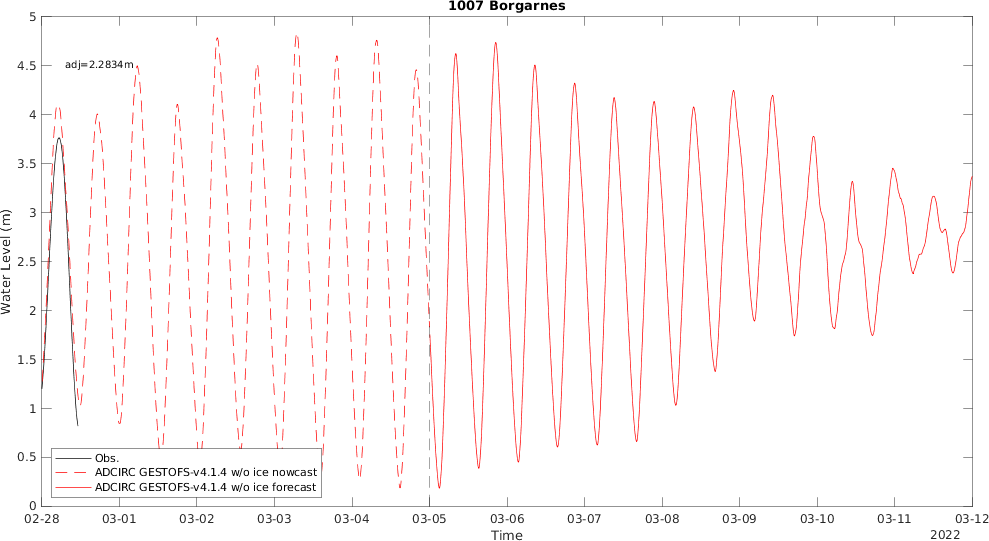 1007 Borgarnes
5
4.5
4
3.5
3
2.5
2
1.5
1
0.5
0
Water Level (m)
adj=2.2834m
Obs.
ADCIRC GESTOFS-v4.1.4 w/o ice nowcast
ADCIRC GESTOFS-v4.1.4 w/o ice forecast
02-28 03-01 03-02 03-03 03-04 03-05 03-06 03-07 03-08 03-09 03-10 03-11 03-12
Time
2022